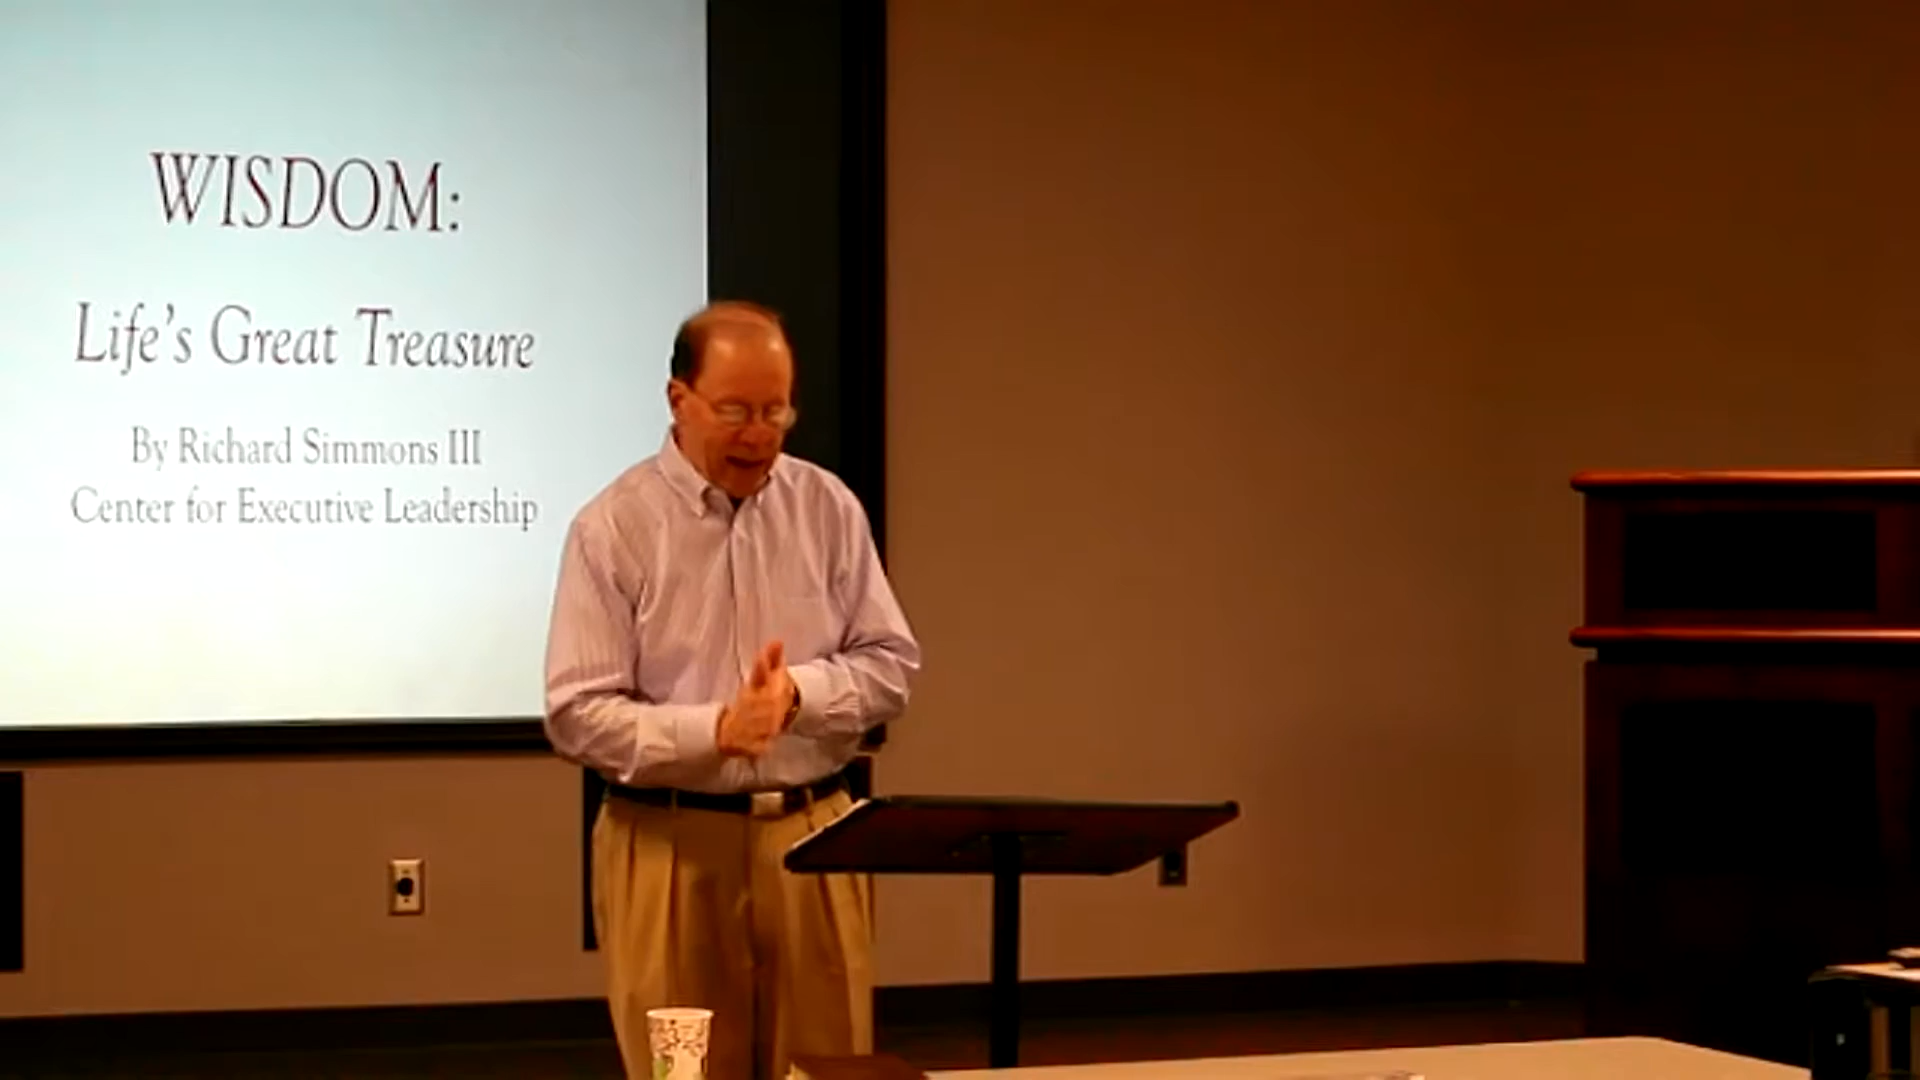 WISDOM:
Life's Great Treasure
By Richard Simmons III
Center for Executive Leadership